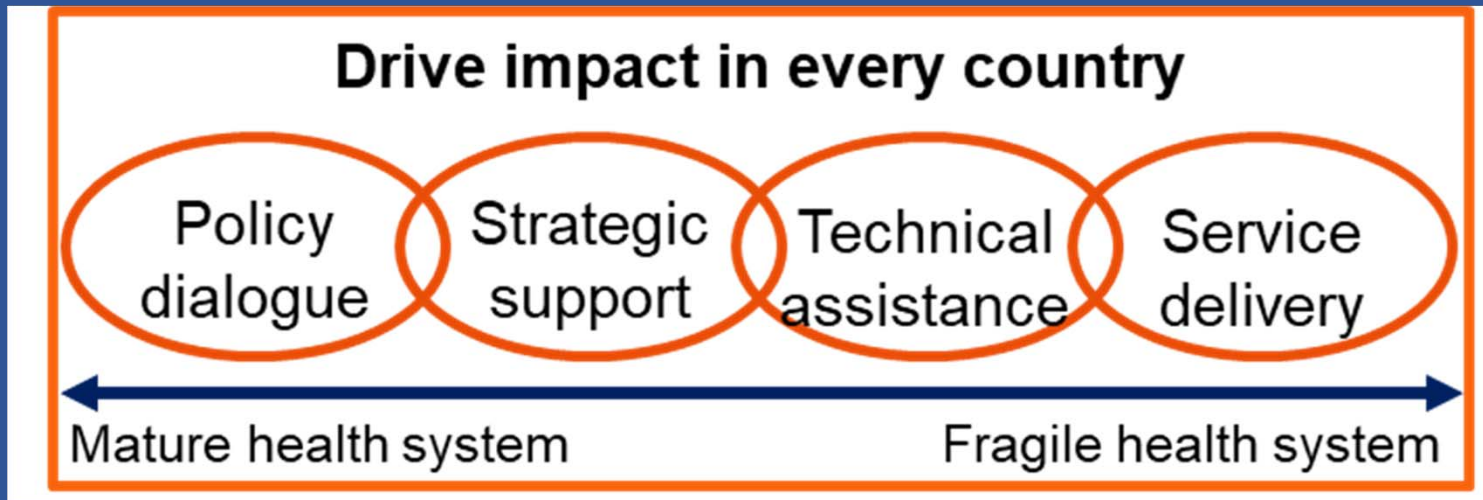 Drive impact in every country
Policy
dialogue
Strategic
support
Technical
assistance
Service
delivery
Mature health system
Fragile health system